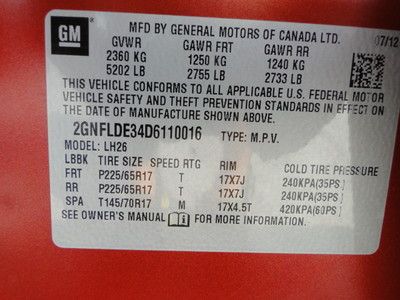 GM
MFD BY GENERAL MOTORS OF CANADA LTD.
07/12
GVWR GAWR FRT GAWR RR
2360 KG 1250 KG 1240 KG
5202 LB 2755 LB 2733 LB
THIS VEHICLE CONFORMS TO ALL APPLICABLE U.S. FEDERAL MOTOR
VEHICLE SAFETY AND THEFT PREVENTION STANDARDS IN EFFECT ON
THE DATE OF MANUFACTURE SHOWN ABOVE.
2GNFLDE34D6110016 TYPE: M.P.V.
MODEL: LH26
LBBK TIRE SIZE SPEED RTG RIM COLD TIRE PRESSURE
FRT P225/65R17 T 17X7J 240KPA(35PS)
RR P225/65R17 T 17X7J 240KPA(35PS)
SPA T145/70R17 M 17X4.5T 420KPA(60PS)
SEE OWNER'S MANUAL FOR MORE INFORMATION.